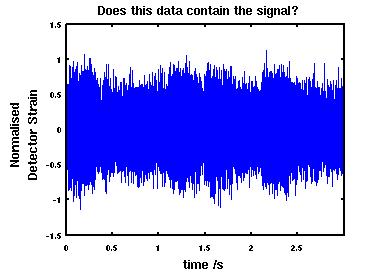 Does this data contain the signal?
1.5
1
0.5
0
-0.5
-1
-1.5
Normalised
Detector Strain
0 0.5 1 1.5 2 2.5
time /s